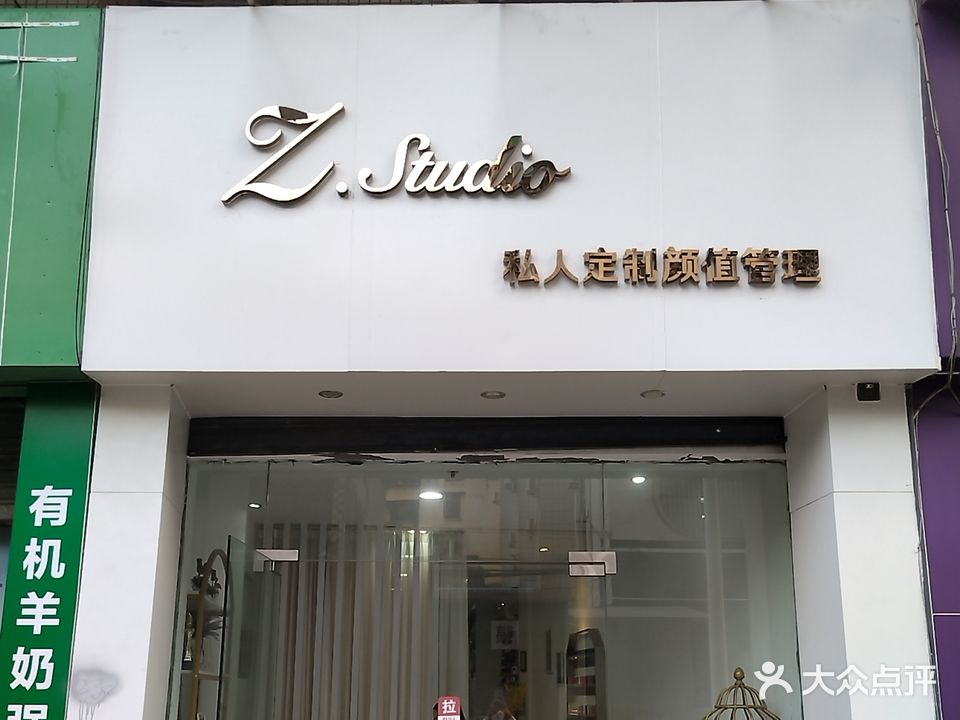 Z. Studio
私人定制颜值管理
有机羊奶
拉
大众点评